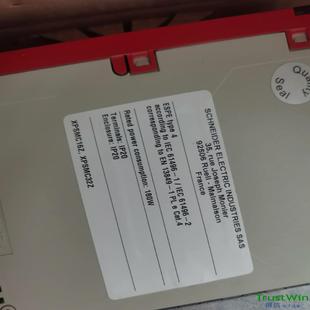 SCHNEIDER ELECTRIC INDUSTRIES SAS
35, rue Joseph Monier
92506 Rueil - Malmaison
France
ESPE type 4
according to IEC 61496-1 / IEC 61496-2
corresponding to EN 13849-1 PL e Cat.4
Rated power consumption: 180W
Terminals: IP20
Enclosure: IP20
XPSMC16Z, XPSMC32Z
Quality
Seal
TrustWin